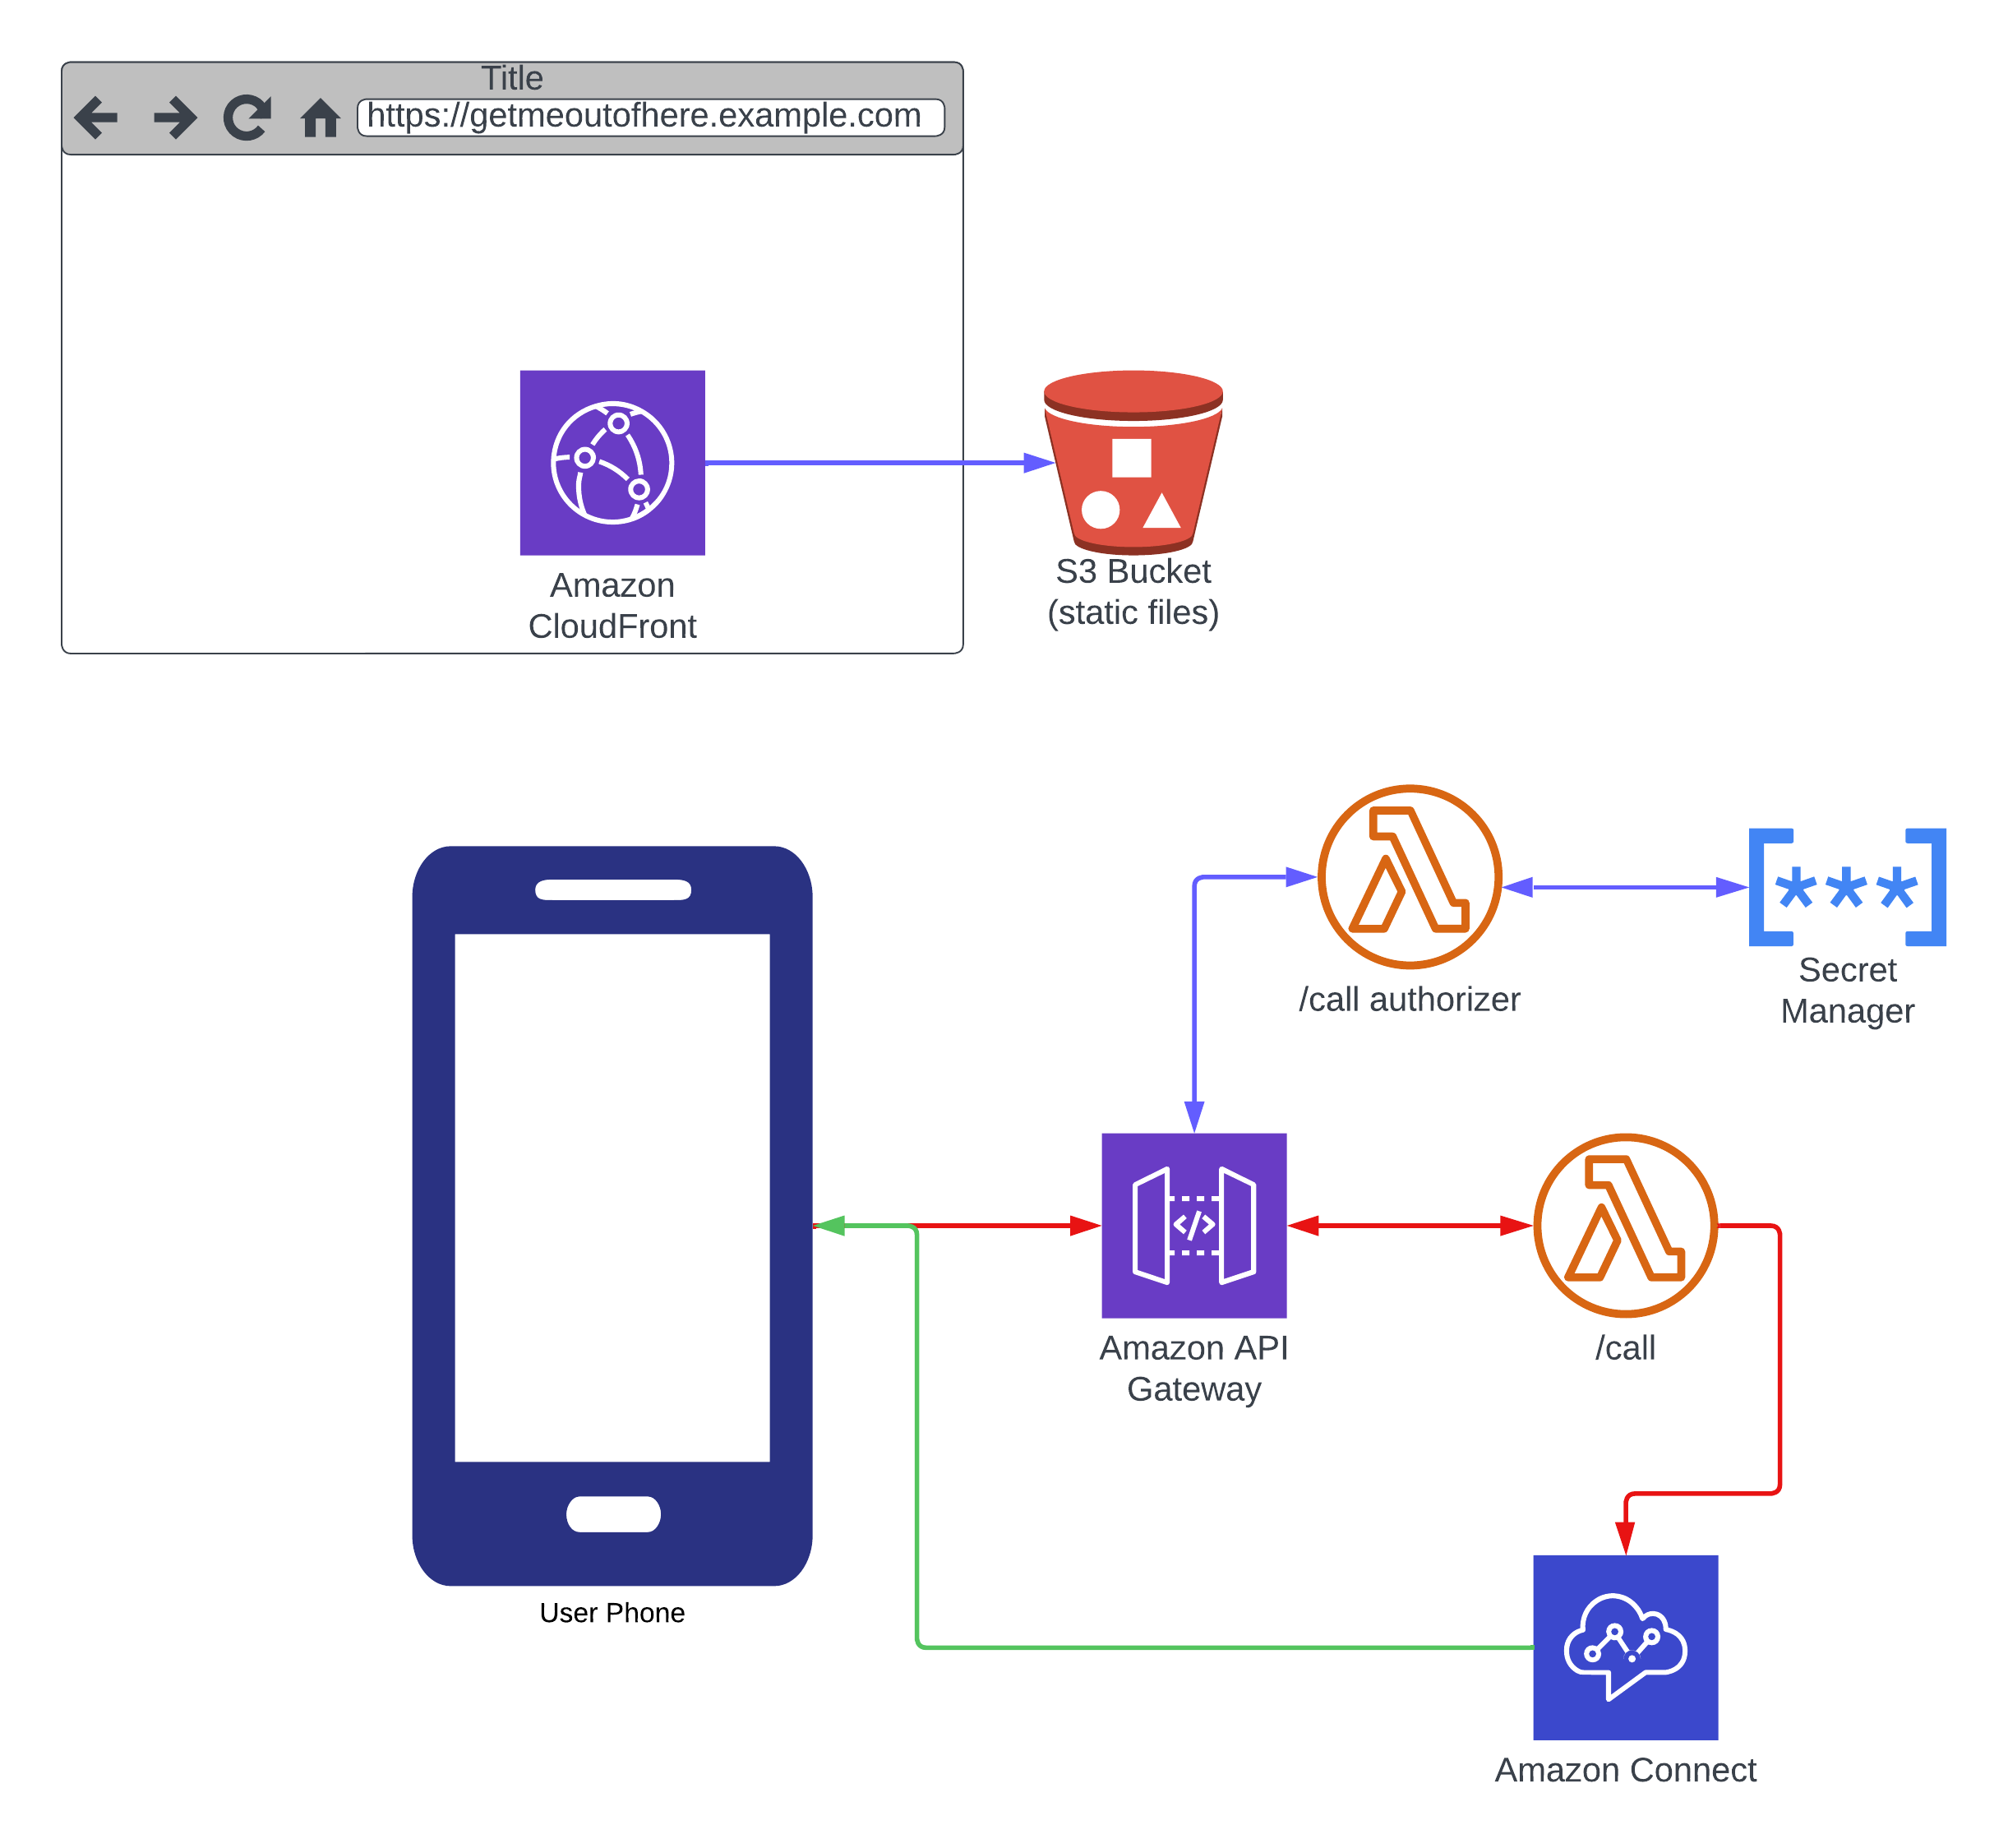 Title
https://getmeoutofhere.example.com
Amazon
CloudFront
S3 Bucket
(static files)
/call authorizer
Secret
Manager
Amazon API
Gateway
/call
User Phone
Amazon Connect